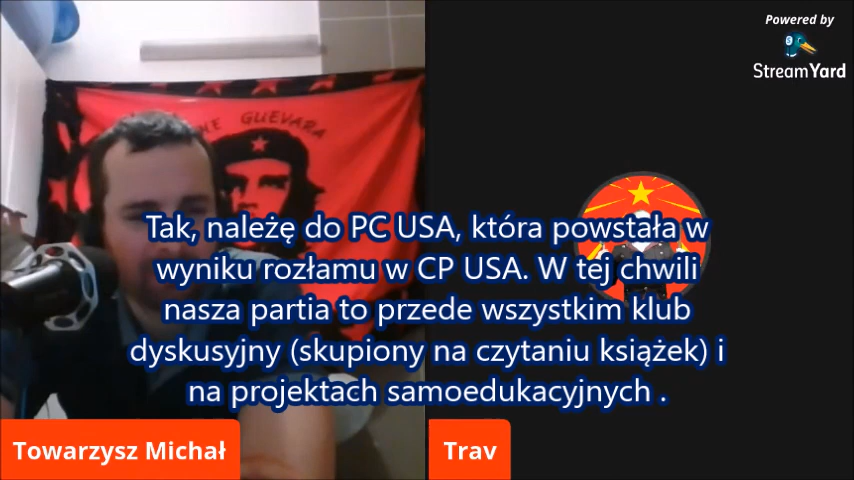 Powered by
StreamYard
GUEVARA
Tak, należę do PC USA, która powstała w
wyniku rozłamu w CP USA. W tej chwili
nasza partia to przede wszystkim klub
dyskusyjny (skupiony na czytaniu książek) i
na projektach samoedukacyjnych .
Towarzysz Michał
Trav